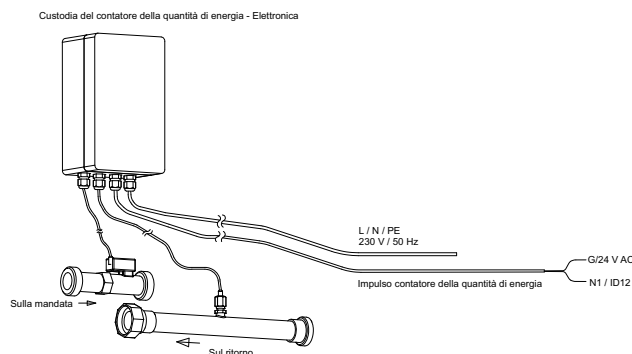 Custodia del contatore della quantità di energia - Elettronica
L / N / PE
230 V / 50 Hz
G/24 V AC
Impulso contatore della quantità di energia
N1 / ID12
Sulla mandata
Sul ritorno